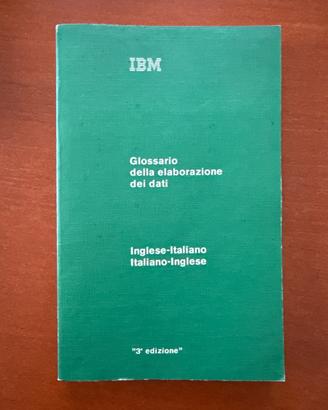 IBM
Glossario
della elaborazione
dei dati
Inglese-Italiano
Italiano-Inglese
"3ª edizione"